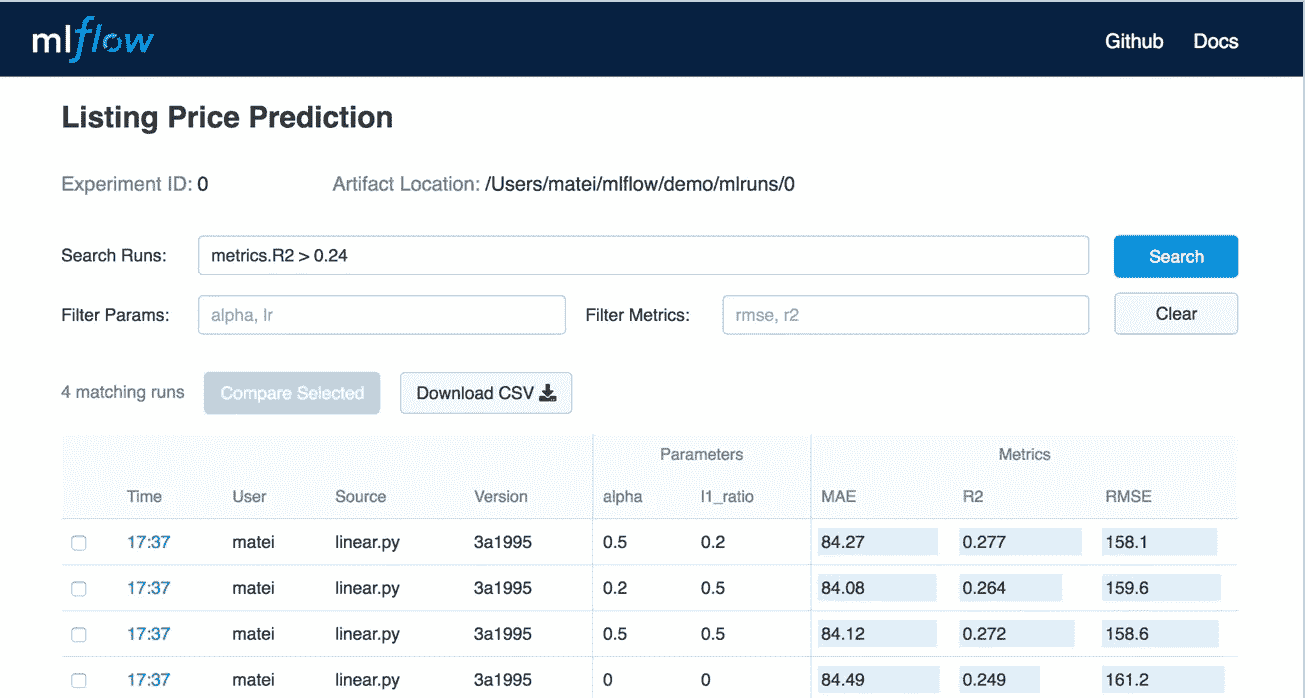 mlflow
Github Docs
Listing Price Prediction
Experiment ID: 0 Artifact Location: /Users/matei/mlflow/demo/mlruns/0
Search Runs: metrics.R2 > 0.24 Search
Filter Params: alpha, lr Filter Metrics: rmse, r2 Clear
4 matching runs Compare Selected Download CSV
Parameters Metrics
Time User Source Version alpha l1_ratio MAE R2 RMSE
17:37 matei linear.py 3a1995 0.5 0.2 84.27 0.277 158.1
17:37 matei linear.py 3a1995 0.2 0.5 84.08 0.264 159.6
17:37 matei linear.py 3a1995 0.5 0.5 84.12 0.272 158.6
17:37 matei linear.py 3a1995 0 0 84.49 0.249 161.2